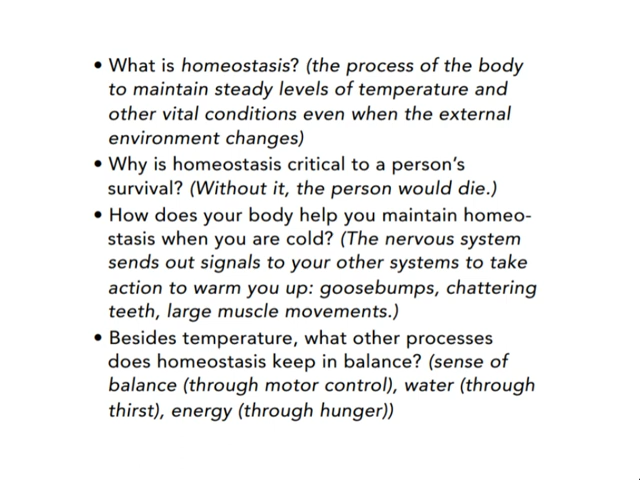 • What is homeostasis? (the process of the body
to maintain steady levels of temperature and
other vital conditions even when the external
environment changes)
• Why is homeostasis critical to a person's
survival? (Without it, the person would die.)
• How does your body help you maintain homeo-
stasis when you are cold? (The nervous system
sends out signals to your other systems to take
action to warm you up: goosebumps, chattering
teeth, large muscle movements.)
• Besides temperature, what other processes
does homeostasis keep in balance? (sense of
balance (through motor control), water (through
thirst), energy (through hunger))